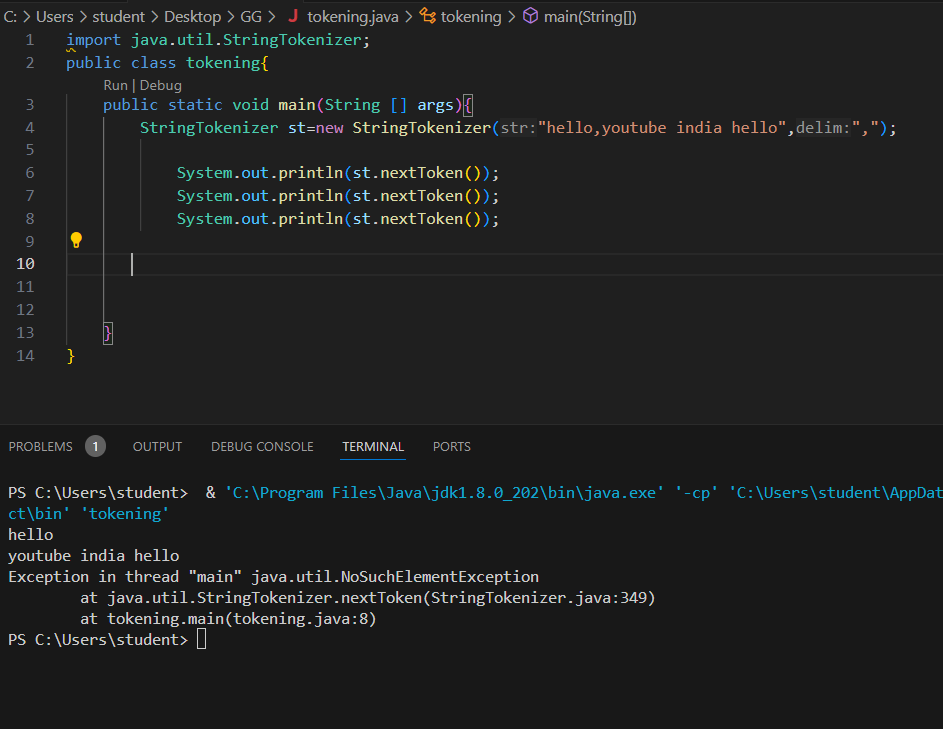 C: > Users > student > Desktop > GG > J tokening.java > tokening > main(String[])
1 import java.util.StringTokenizer;
2 public class tokening{
Run | Debug
3 public static void main(String [] args){
4 StringTokenizer st=new StringTokenizer(str:"hello,youtube india hello",delim:",");
5
6 System.out.println(st.nextToken());
7 System.out.println(st.nextToken());
8 System.out.println(st.nextToken());
9
10
11
12
13 }
14 }
PROBLEMS 1 OUTPUT DEBUG CONSOLE TERMINAL PORTS
PS C:\Users\student> & 'C:\Program Files\Java\jdk1.8.0_202\bin\java.exe' '-cp' 'C:\Users\student\AppDat
ct\bin' 'tokening'
hello
youtube india hello
Exception in thread "main" java.util.NoSuchElementException
at java.util.StringTokenizer.nextToken(StringTokenizer.java:349)
at tokening.main(tokening.java:8)
PS C:\Users\student>